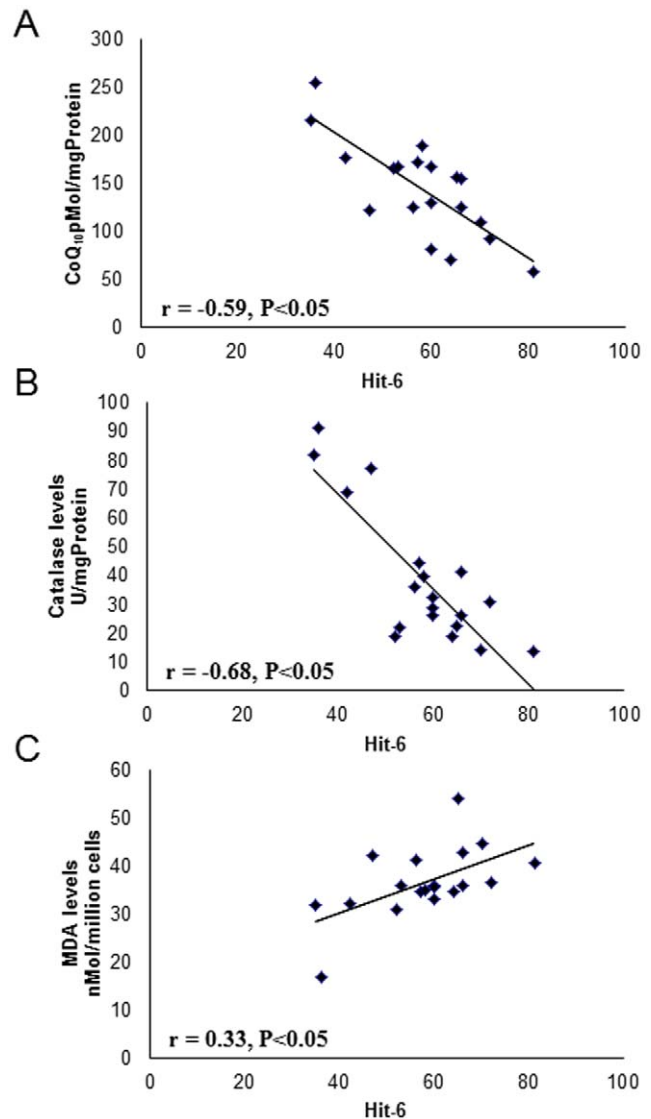 A
300
250
200
150
100
50
0
CoQ₁₀pMol/mgProtein
r = -0.59, P<0.05
0 20 40 60 80 100
Hit-6
B
100
90
80
70
60
50
40
30
20
10
0
Catalase levels
U/mgProtein
r = -0.68, P<0.05
0 20 40 60 80 100
Hit-6
C
60
50
40
30
20
10
0
MDA levels
nMol/million cells
r = 0.33, P<0.05
0 20 40 60 80 100
Hit-6